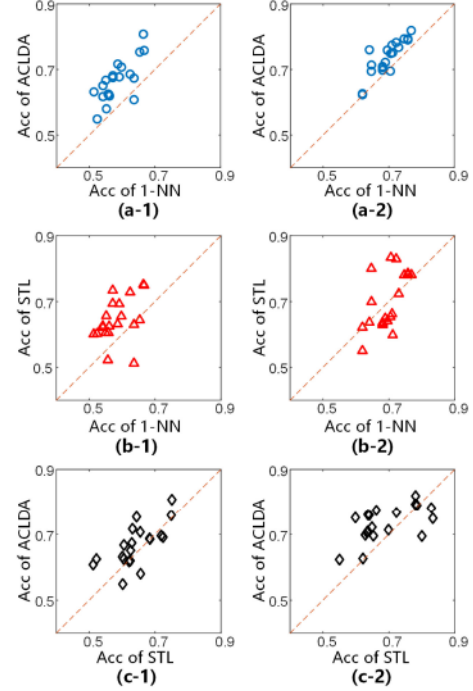 0.9
0.9
Acc of ACLDA
0.7
0.5
Acc of ACLDA
0.7
0.5
0.5
0.7
0.9
0.5
0.7
0.9
Acc of 1-NN
Acc of 1-NN
(a-1)
(a-2)
0.9
0.9
Acc of STL
0.7
0.5
Acc of STL
0.7
0.5
0.5
0.7
0.9
0.5
0.7
0.9
Acc of 1-NN
Acc of 1-NN
(b-1)
(b-2)
0.9
0.9
Acc of ACLDA
0.7
0.5
Acc of ACLDA
0.7
0.5
0.5
0.7
0.9
0.5
0.7
0.9
Acc of STL
Acc of STL
(c-1)
(c-2)